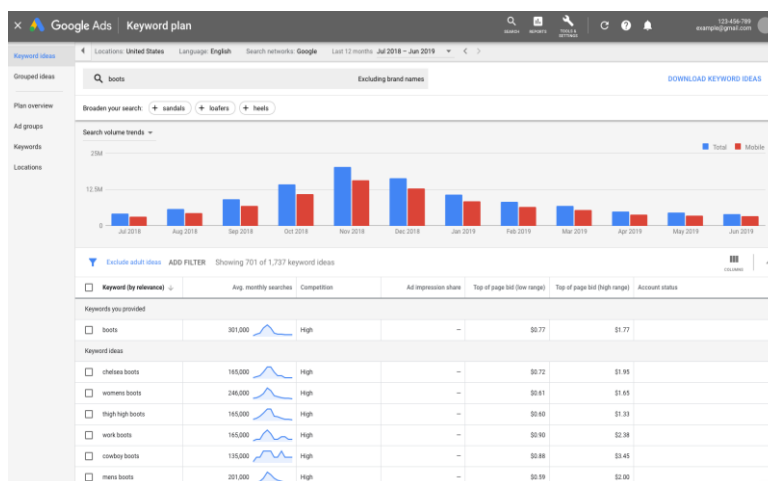 × Google Ads | Keyword plan
SEARCH REPORTS TOOLS & SETTINGS
123-456-789
example@gmail.com
Keyword ideas
Grouped ideas
Plan overview
Ad groups
Keywords
Locations
Locations: United States Language: English Search networks: Google Last 12 months Jul 2018 – Jun 2019
boots Excluding brand names
DOWNLOAD KEYWORD IDEAS
Broaden your search: + sandals + loafers + heels
Search volume trends
Total Mobile
25M
12.5M
0
Jul 2018 Aug 2018 Sep 2018 Oct 2018 Nov 2018 Dec 2018 Jan 2019 Feb 2019 Mar 2019 Apr 2019 May 2019 Jun 2019
Exclude adult ideas ADD FILTER Showing 701 of 1,737 keyword ideas
COLUMNS
Keyword (by relevance) ↓ Avg. monthly searches Competition Ad impression share Top of page bid (low range) Top of page bid (high range) Account status
Keywords you provided
boots 301,000 High – $0.77 $1.77
Keyword ideas
chelsea boots 165,000 High – $0.72 $1.95
womens boots 246,000 High – $0.61 $1.65
thigh high boots 165,000 High – $0.60 $1.33
work boots 165,000 High – $0.90 $2.38
cowboy boots 135,000 High – $0.88 $3.45
mens boots 201,000 High – $0.59 $2.00